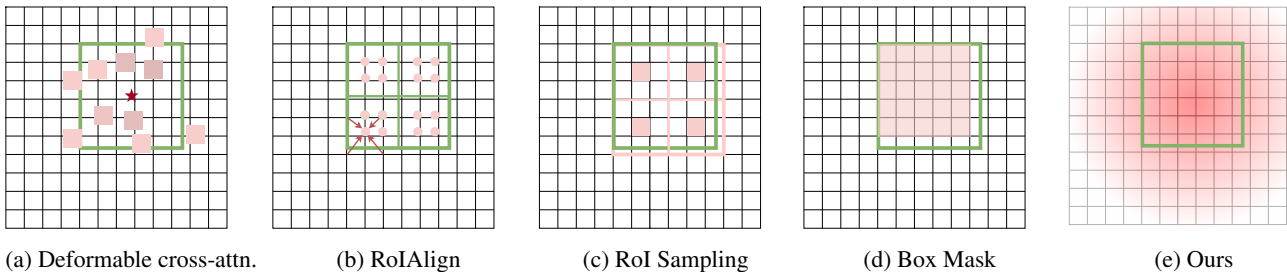 (a) Deformable cross-attn. (b) RoIAlign (c) RoI Sampling (d) Box Mask (e) Ours